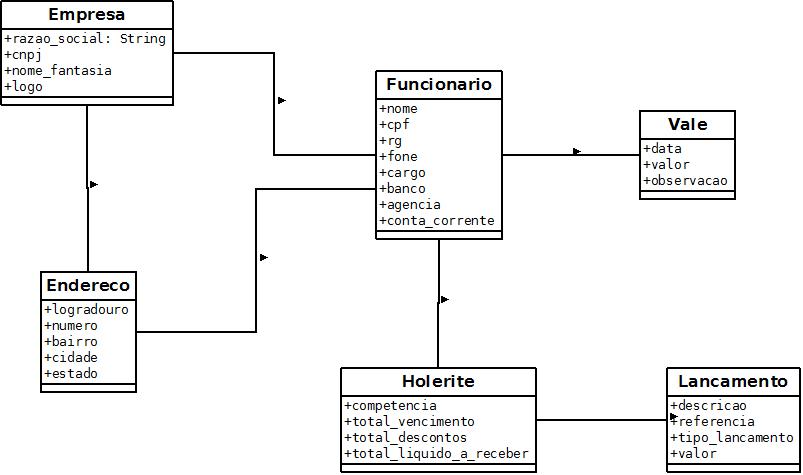 Empresa
+razao_social: String
+cnpj
+nome_fantasia
+logo
Funcionario
+nome
+cpf
+rg
+fone
+cargo
+banco
+agencia
+conta_corrente
Vale
+data
+valor
+observacao
Endereco
+logradouro
+numero
+bairro
+cidade
+estado
Holerite
+competencia
+total_vencimento
+total_descontos
+total_liquido_a_receber
Lancamento
+descricao
+referencia
+tipo_lancamento
+valor